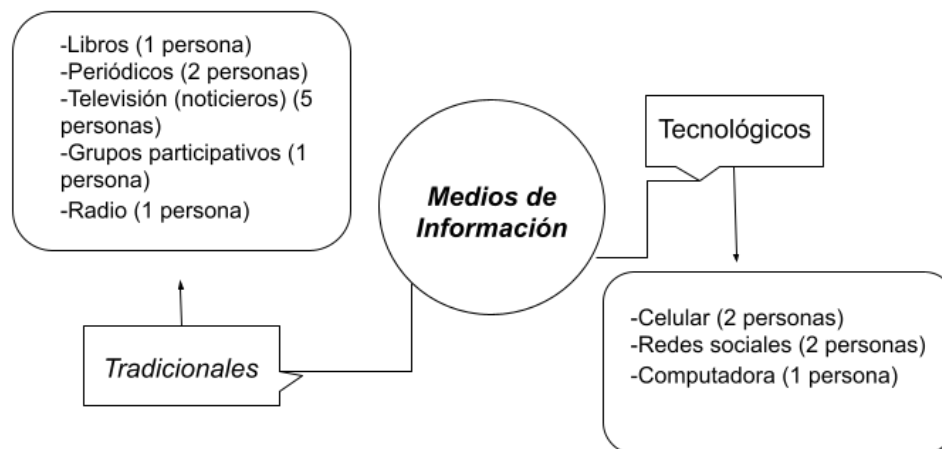 -Libros (1 persona)
-Periódicos (2 personas)
-Televisión (noticieros) (5
personas)
-Grupos participativos (1
persona)
-Radio (1 persona)
Medios de
Información
Tecnológicos
Tradicionales
-Celular (2 personas)
-Redes sociales (2 personas)
-Computadora (1 persona)